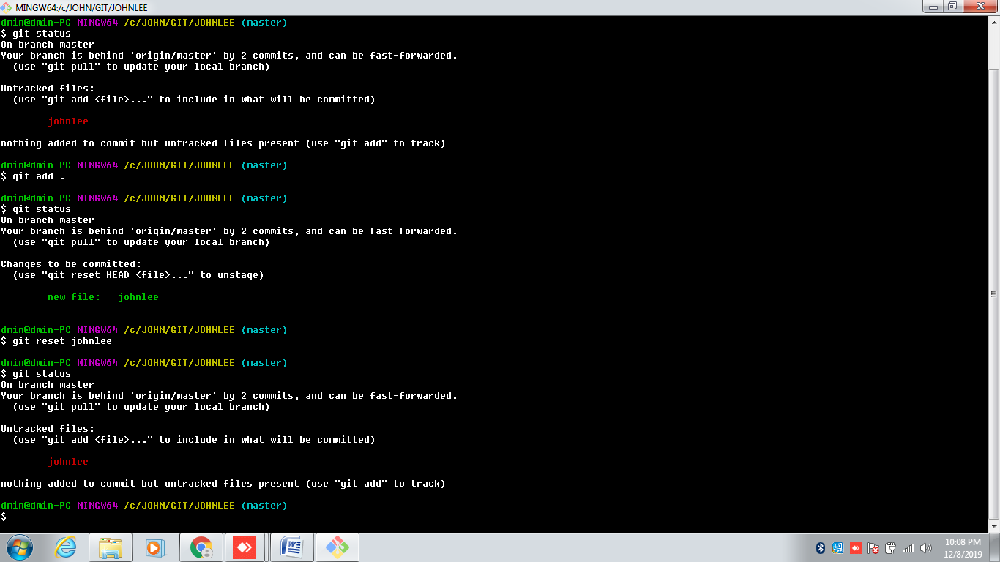 MINGW64:/c/JOHN/GIT/JOHNLEE
dmin@dmin-PC MINGW64 /c/JOHN/GIT/JOHNLEE (master)
$ git status
On branch master
Your branch is behind 'origin/master' by 2 commits, and can be fast-forwarded.
  (use "git pull" to update your local branch)
Untracked files:
  (use "git add <file>..." to include in what will be committed)
        johnlee
nothing added to commit but untracked files present (use "git add" to track)
dmin@dmin-PC MINGW64 /c/JOHN/GIT/JOHNLEE (master)
$ git add .
dmin@dmin-PC MINGW64 /c/JOHN/GIT/JOHNLEE (master)
$ git status
On branch master
Your branch is behind 'origin/master' by 2 commits, and can be fast-forwarded.
  (use "git pull" to update your local branch)
Changes to be committed:
  (use "git reset HEAD <file>..." to unstage)
        new file:   johnlee
dmin@dmin-PC MINGW64 /c/JOHN/GIT/JOHNLEE (master)
$ git reset johnlee
dmin@dmin-PC MINGW64 /c/JOHN/GIT/JOHNLEE (master)
$ git status
On branch master
Your branch is behind 'origin/master' by 2 commits, and can be fast-forwarded.
  (use "git pull" to update your local branch)
Untracked files:
  (use "git add <file>..." to include in what will be committed)
        johnlee
nothing added to commit but untracked files present (use "git add" to track)
dmin@dmin-PC MINGW64 /c/JOHN/GIT/JOHNLEE (master)
$
10:08 PM
12/8/2019